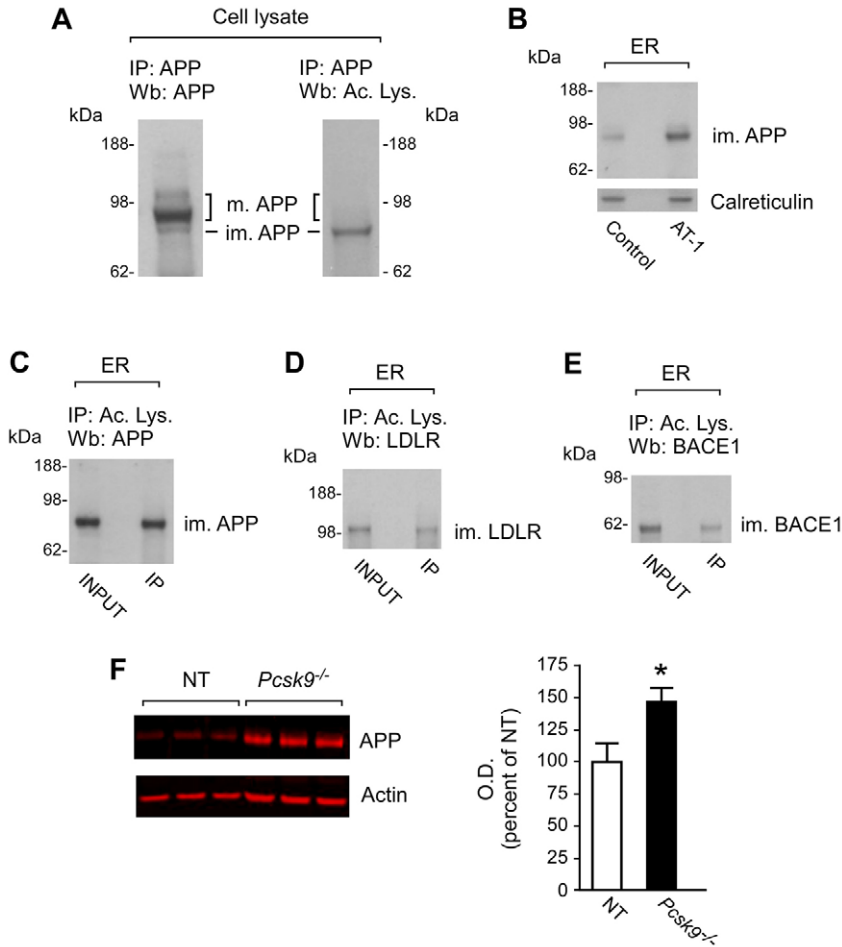 A
Cell lysate
IP: APP
Wb: APP
IP: APP
Wb: Ac. Lys.
kDa
kDa
188-
-188
98-
- 98
m. APP
im. APP
62-
- 62
B
ER
kDa
188-
98-
62-
im. APP
Calreticulin
Control
AT-1
C
ER
IP: Ac. Lys.
Wb: APP
kDa
188-
98-
62-
im. APP
INPUT
IP
D
ER
IP: Ac. Lys.
Wb: LDLR
kDa
188-
98-
im. LDLR
INPUT
IP
E
ER
IP: Ac. Lys.
Wb: BACE1
kDa
98-
62-
im. BACE1
INPUT
IP
F
NT
Pcsk9-/-
APP
Actin
O.D.
(percent of NT)
175
150
125
100
75
50
25
0
*
NT
Pcsk9-/-